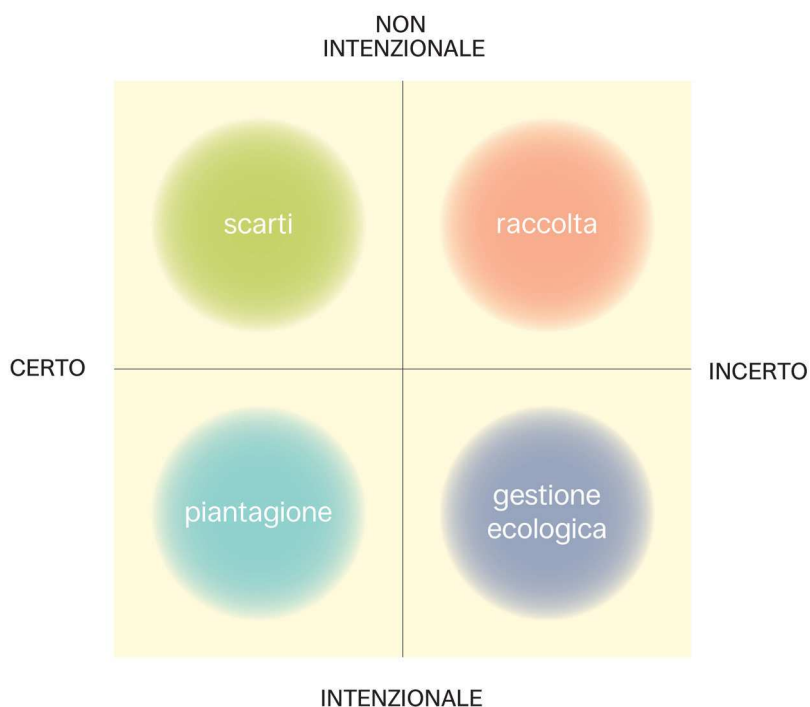 NON
INTENZIONALE
scarti
raccolta
CERTO
INCERTO
piantagione
gestione
ecologica
INTENZIONALE